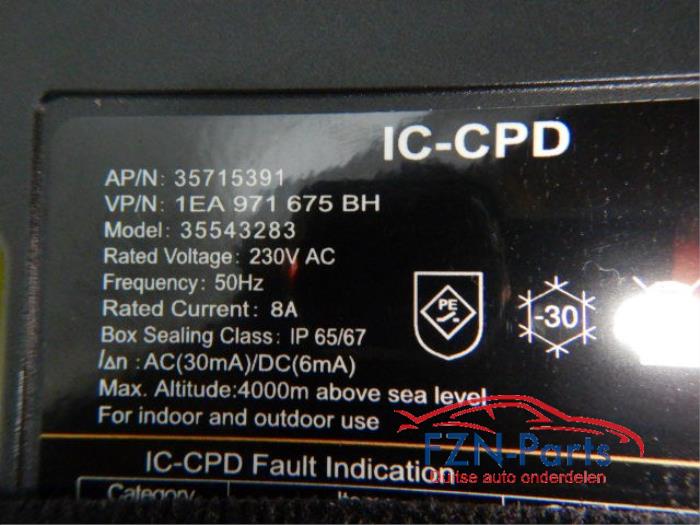 IC-CPD
AP/N: 35715391
VP/N: 1EA 971 675 BH
Model: 35543283
Rated Voltage: 230V AC
Frequency: 50Hz
Rated Current: 8A
Box Sealing Class: IP 65/67
PE
-30
IΔn: AC(30mA)/DC(6mA)
Max. Altitude:4000m above sea level
For indoor and outdoor use
FZN-Parts
Duitse auto onderdelen
IC-CPD Fault Indication
Category